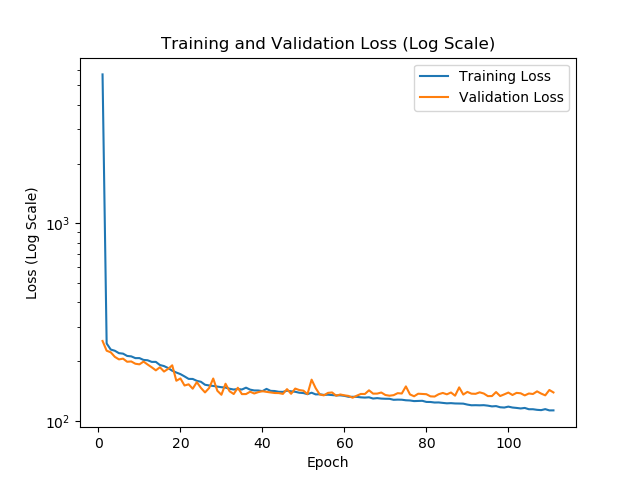 Training and Validation Loss (Log Scale)
Training Loss
Validation Loss
Loss (Log Scale)
10³
10²
0 20 40 60 80 100
Epoch